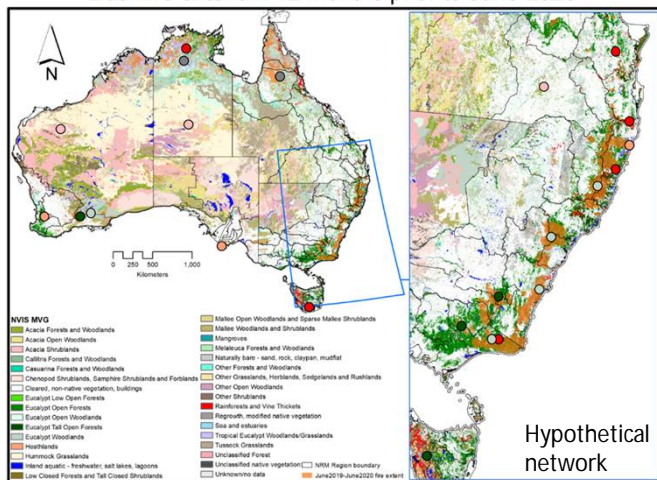 N
0 125 250 500 750 1,000
Kilometers
NVIS MVG
Acacia Forests and Woodlands
Acacia Open Woodlands
Acacia Shrublands
Callitris Forests and Woodlands
Casuarina Forests and Woodlands
Chenopod Shrublands, Samphire Shrublands and Forblands
Cleared, non-native vegetation, buildings
Eucalypt Low Open Forests
Eucalypt Open Forests
Eucalypt Open Woodlands
Eucalypt Tall Open Forests
Eucalypt Woodlands
Heathlands
Hummock Grasslands
Inland aquatic - freshwater, salt lakes, lagoons
Low Closed Forests and Tall Closed Shrublands
Mallee Open Woodlands and Sparse Mallee Shrublands
Mallee Woodlands and Shrublands
Mangroves
Melaleuca Forests and Woodlands
Naturally bare - sand, rock, claypan, mudflat
Other Forests and Woodlands
Other Grasslands, Herblands, Sedgelands and Rushlands
Other Open Woodlands
Other Shrublands
Rainforests and Vine Thickets
Regrowth, modified native vegetation
Sea and estuaries
Tropical Eucalypt Woodlands/Grasslands
Tussock Grasslands
Unclassified Forest
Unclassified native vegetation
Unknown/no data
NRM Region boundary
June2019-June2020 fire extent
Hypothetical
network